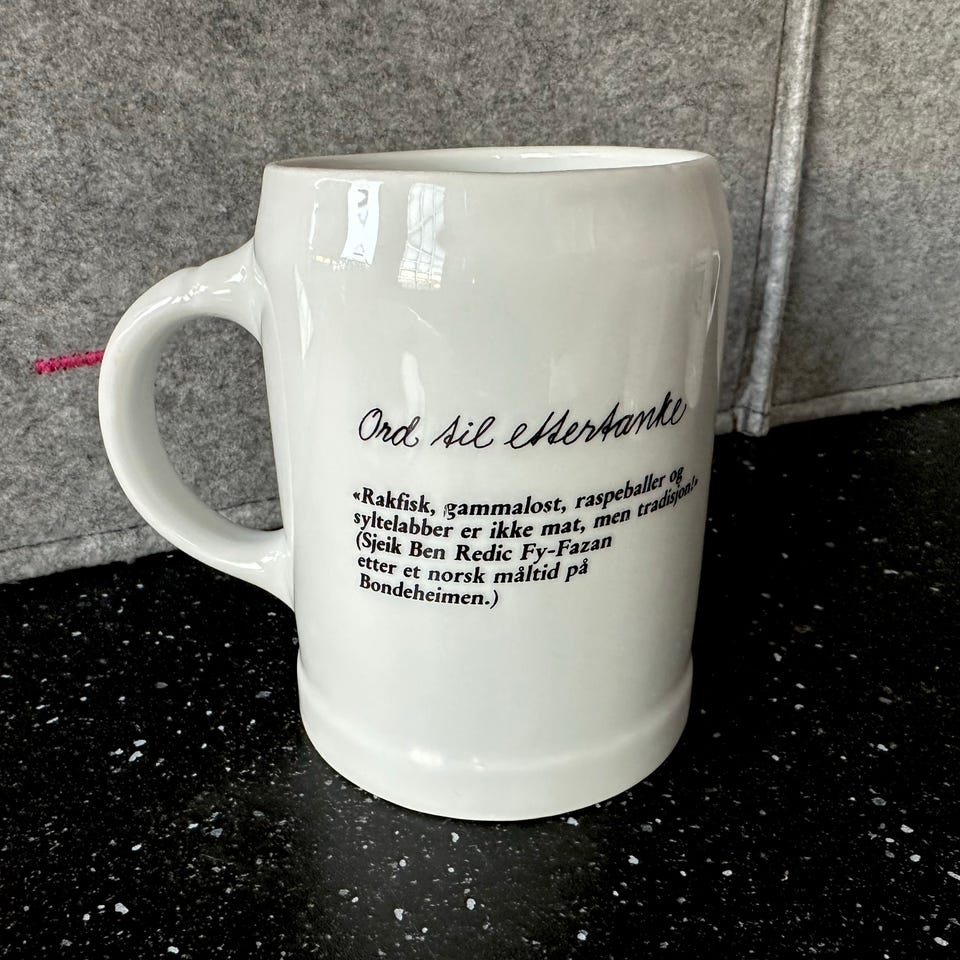 Ord til ettertanke
«Rakfisk, gammalost, raspeballer og
syltelabber er ikke mat, men tradisjon!»
(Sjeik Ben Redic Fy-Fazan
etter et norsk måltid på
Bondeheimen.)